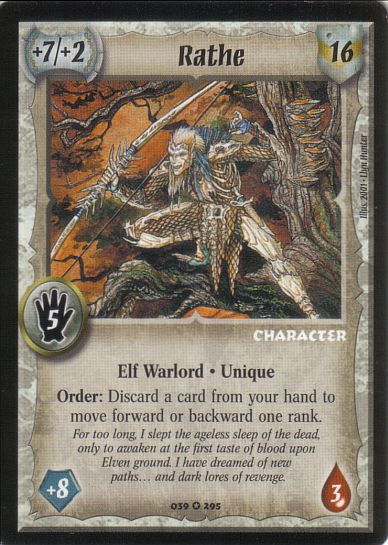 +7/+2
Rathe
16
Illus. 2001 • Llyn Hunter
5
CHARACTER
Elf Warlord • Unique
Order: Discard a card from your hand to
move forward or backward one rank.
For too long, I slept the ageless sleep of the dead,
only to awaken at the first taste of blood upon
Elven ground. I have dreamed of new
paths... and dark lores of revenge.
+8
039 ✪ 295
3